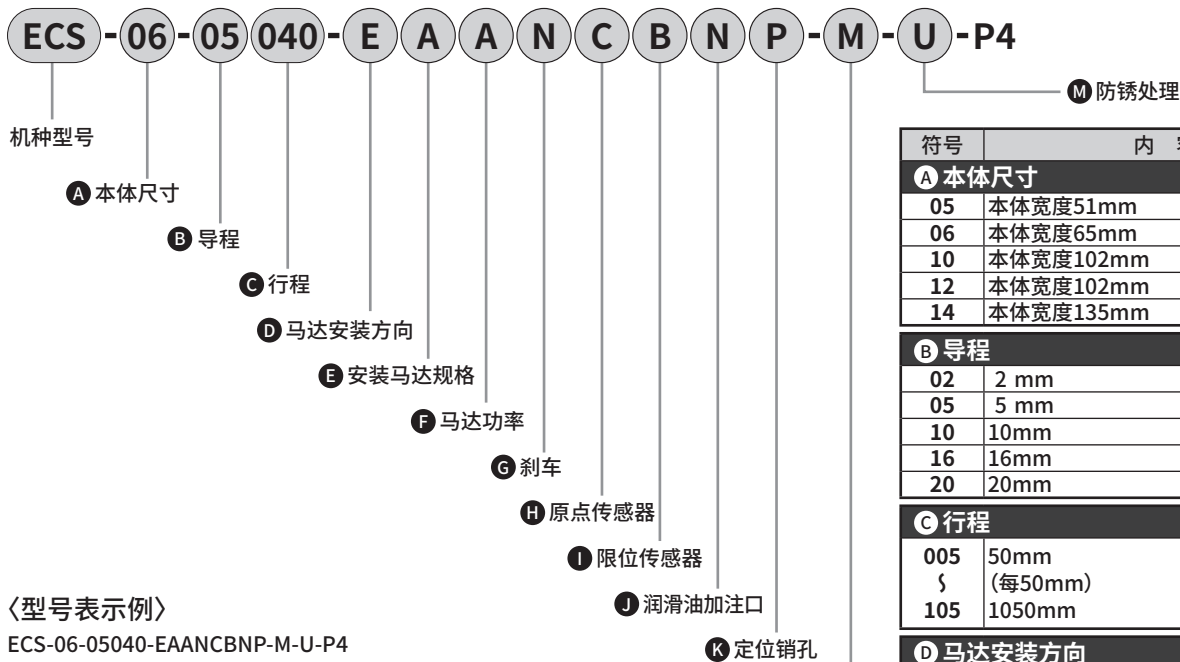 ECS-06-05040-EAANCBNP-M-U-P4
M 防锈处理
机种型号
A 本体尺寸
B 导程
C 行程
D 马达安装方向
E 安装马达规格
F 马达功率
G 刹车
H 原点传感器
I 限位传感器
J 润滑油加注口
K 定位销孔
〈型号表示例〉
ECS-06-05040-EAANCBNP-M-U-P4
符号 内
A 本体尺寸
05 本体宽度51mm
06 本体宽度65mm
10 本体宽度102mm
12 本体宽度102mm
14 本体宽度135mm
B 导程
02 2 mm
05 5 mm
10 10mm
16 16mm
20 20mm
C 行程
005 50mm
〜 （每50mm）
105 1050mm
D 马达安装方向